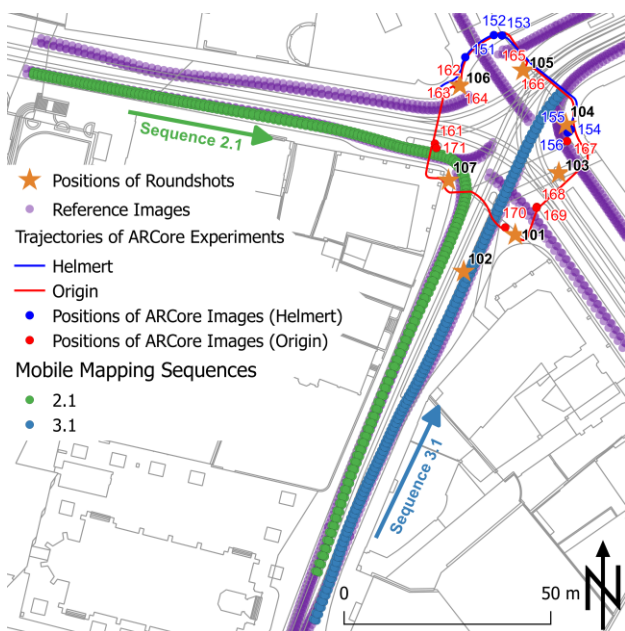 152 153
151
165
162
105
106
166
163
164
104
155
154
161
156
167
171
Sequence 2.1
103
107
Positions of Roundshots
168
Reference Images
169
170
101
Trajectories of ARCore Experiments
Helmert
102
Origin
Positions of ARCore Images (Helmert)
Positions of ARCore Images (Origin)
Mobile Mapping Sequences
2.1
3.1
Sequence 3.1
0 50 m
N